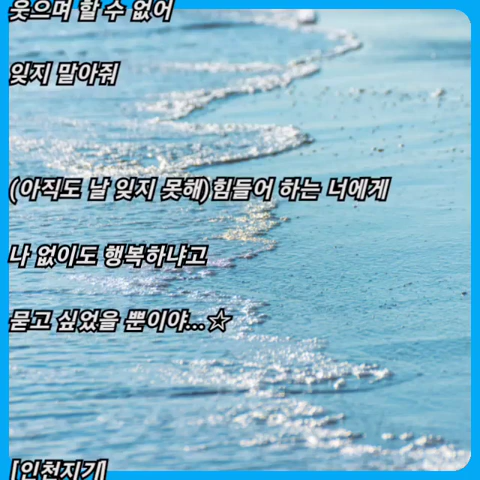 웃으며 할 수 없어
잊지 말아줘
(아직도 날 잊지 못해)힘들어 하는 너에게
나 없이도 행복하냐고
묻고 싶었을 뿐이야...☆
[인천지기]